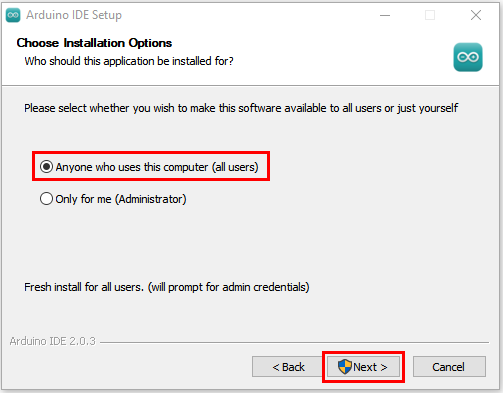 Arduino IDE Setup
Choose Installation Options
Who should this application be installed for?
Please select whether you wish to make this software available to all users or just yourself
Anyone who uses this computer (all users)
Only for me (Administrator)
Fresh install for all users. (will prompt for admin credentials)
Arduino IDE 2.0.3
< Back Next > Cancel